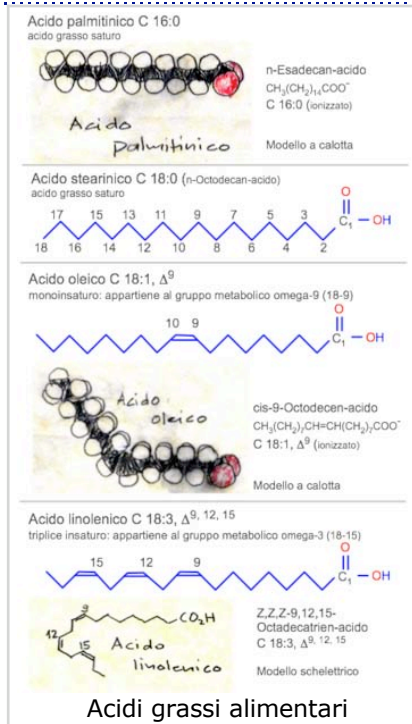 Acido palmitinico C 16:0
acido grasso saturo
n-Esadecan-acido
CH₃(CH₂)₁₄COO⁻
C 16:0 (ionizzato)
Acido
palmitinico
Modello a calotta
Acido stearinico C 18:0 (n-Octodecan-acido)
acido grasso saturo
O
17 15 13 11 9 7 5 3
C₁ – OH
18 16 14 12 10 8 6 4 2
Acido oleico C 18:1, Δ⁹
monoinsaturo: appartiene al gruppo metabolico omega-9 (18-9)
O
10 9
C₁ – OH
Acido
oleico
cis-9-Octodecen-acido
CH₃(CH₂)₇CH=CH(CH₂)₇COO⁻
C 18:1, Δ⁹ (ionizzato)
Modello a calotta
Acido linolenico C 18:3, Δ⁹, ¹², ¹⁵
triplice insaturo: appartiene al gruppo metabolico omega-3 (18-15)
O
15 12 9
C₁ – OH
9
CO₂H
12
15
Acido
linolenico
Z,Z,Z-9,12,15-
Octadecatrien-acido
C 18:3, Δ⁹, ¹², ¹⁵
Modello schelettrico
Acidi grassi alimentari